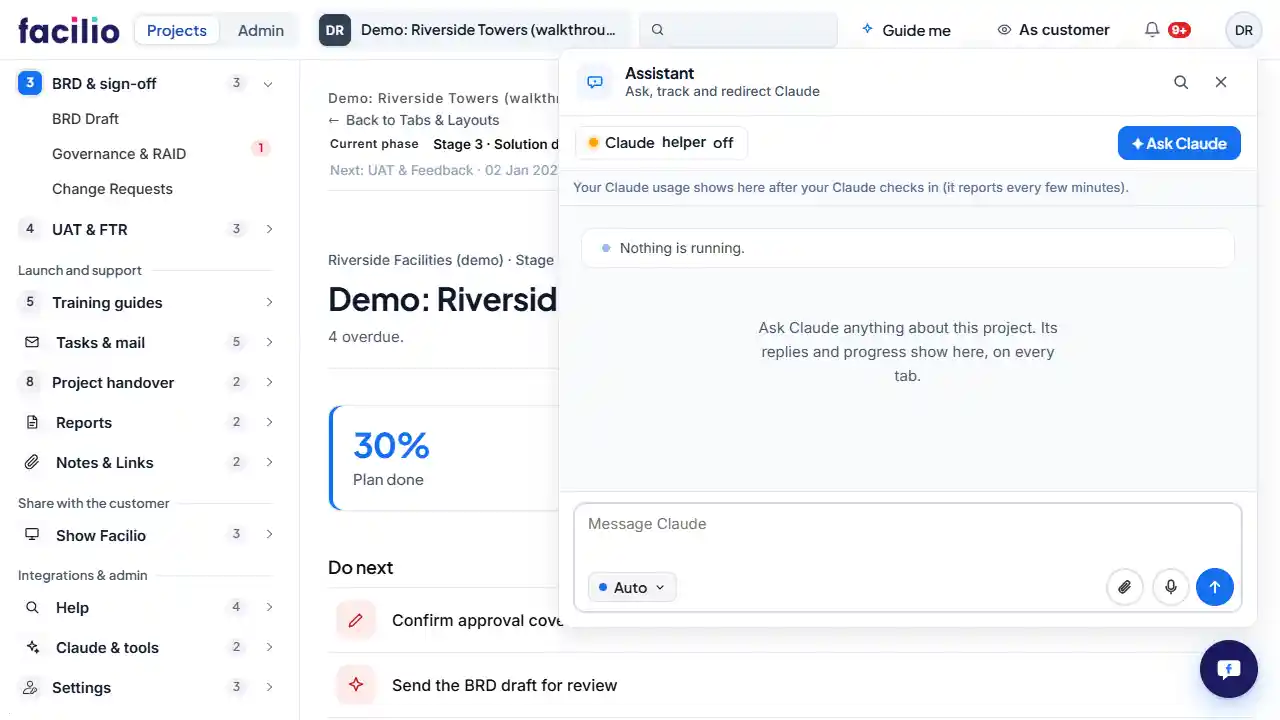 facilio
Projects
Admin
DR
Demo: Riverside Towers (walkthrou...
Guide me
As customer
9+
DR
3
BRD & sign-off
3
BRD Draft
Governance & RAID
1
Change Requests
4
UAT & FTR
3
Launch and support
5
Training guides
Tasks & mail
5
8
Project handover
2
Reports
2
Notes & Links
2
Share with the customer
Show Facilio
3
Integrations & admin
Help
4
Claude & tools
2
Settings
3
Demo: Riverside Towers (walkthr
← Back to Tabs & Layouts
Current phase Stage 3 · Solution d
Next: UAT & Feedback · 02 Jan 202
Riverside Facilities (demo) · Stage
Demo: Riversid
4 overdue.
30%
Plan done
Do next
Confirm approval cove
Send the BRD draft for review
Assistant
Ask, track and redirect Claude
Claude helper off
Ask Claude
Your Claude usage shows here after your Claude checks in (it reports every few minutes).
Nothing is running.
Ask Claude anything about this project. Its
replies and progress show here, on every
tab.
Message Claude
Auto